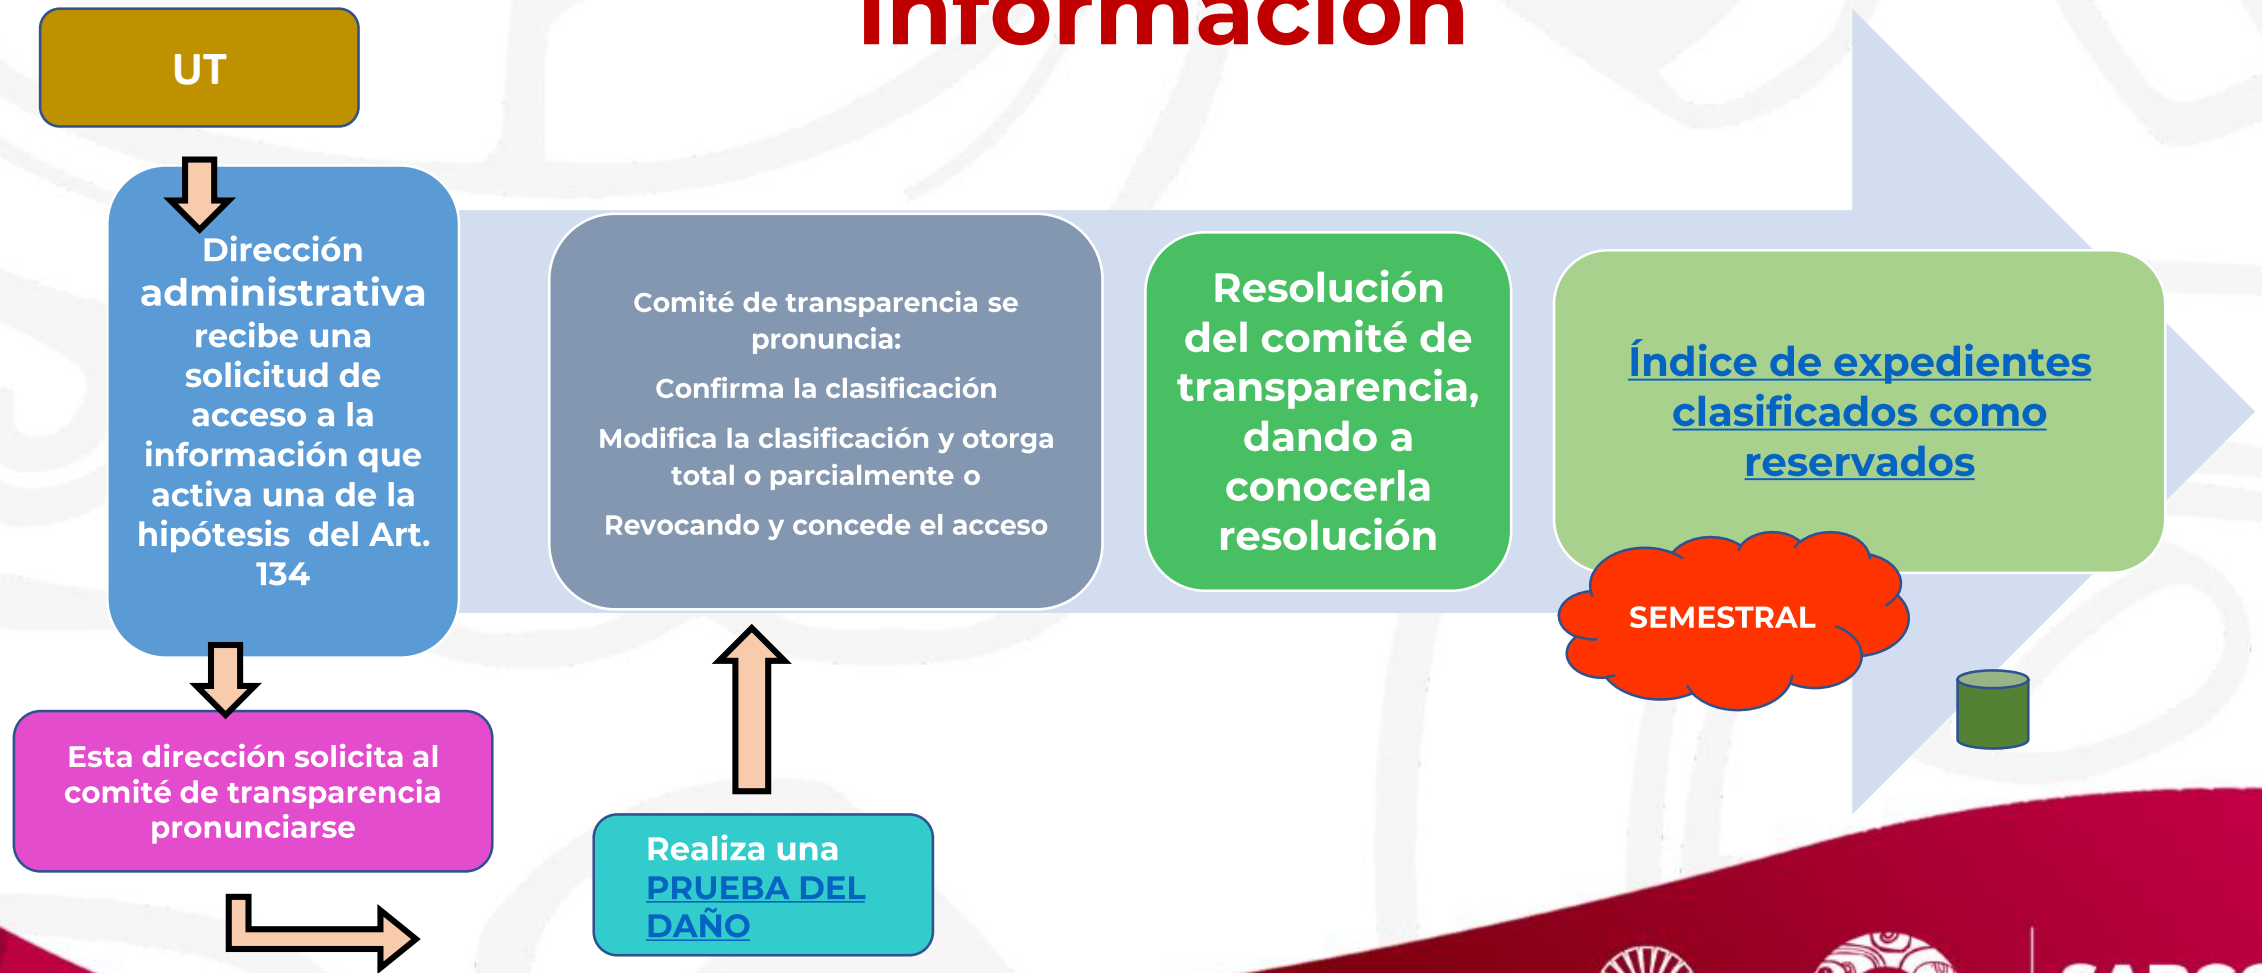 información
UT
Dirección
administrativa
recibe una
solicitud de
acceso a la
información que
activa una de la
hipótesis del Art.
134
Esta dirección solicita al
comité de transparencia
pronunciarse
Realiza una
PRUEBA DEL
DAÑO
Comité de transparencia se
pronuncia:
Confirma la clasificación
Modifica la clasificación y otorga
total o parcialmente o
Revocando y concede el acceso
Resolución
del comité de
transparencia,
dando a
conocerla
resolución
Índice de expedientes
clasificados como
reservados
SEMESTRAL